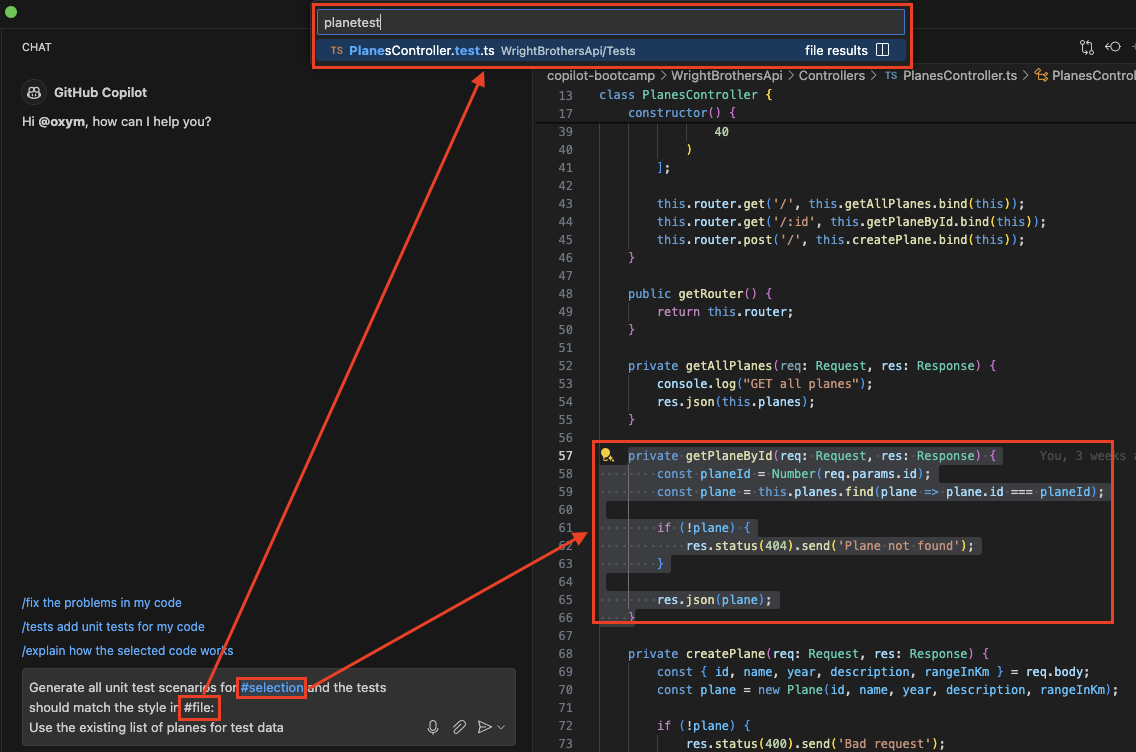 planetest
TS PlanesController.test.ts WrightBrothersApi/Tests file results
CHAT
GitHub Copilot
Hi @oxym, how can I help you?
/fix the problems in my code
/tests add unit tests for my code
/explain how the selected code works
Generate all unit test scenarios for #selection and the tests
should match the style in #file:
Use the existing list of planes for test data
copilot-bootcamp > WrightBrothersApi > Controllers > TS PlanesController.ts > PlanesControl
13 class PlanesController {
17 constructor() {
39 40
40 )
41 ];
42
43 this.router.get('/', this.getAllPlanes.bind(this));
44 this.router.get('/:id', this.getPlaneById.bind(this));
45 this.router.post('/', this.createPlane.bind(this));
46 }
47
48 public getRouter() {
49 return this.router;
50 }
51
52 private getAllPlanes(req: Request, res: Response) {
53 console.log("GET all planes");
54 res.json(this.planes);
55 }
56
57 private getPlaneById(req: Request, res: Response) { You, 3 weeks a
58 const planeId = Number(req.params.id);
59 const plane = this.planes.find(plane => plane.id === planeId);
60
61 if (!plane) {
62 res.status(404).send('Plane not found');
63 }
64
65 res.json(plane);
66 }
67
68 private createPlane(req: Request, res: Response) {
69 const { id, name, year, description, rangeInKm } = req.body;
70 const plane = new Plane(id, name, year, description, rangeInKm);
71
72 if (!plane) {
73 res.status(400).send('Bad request');